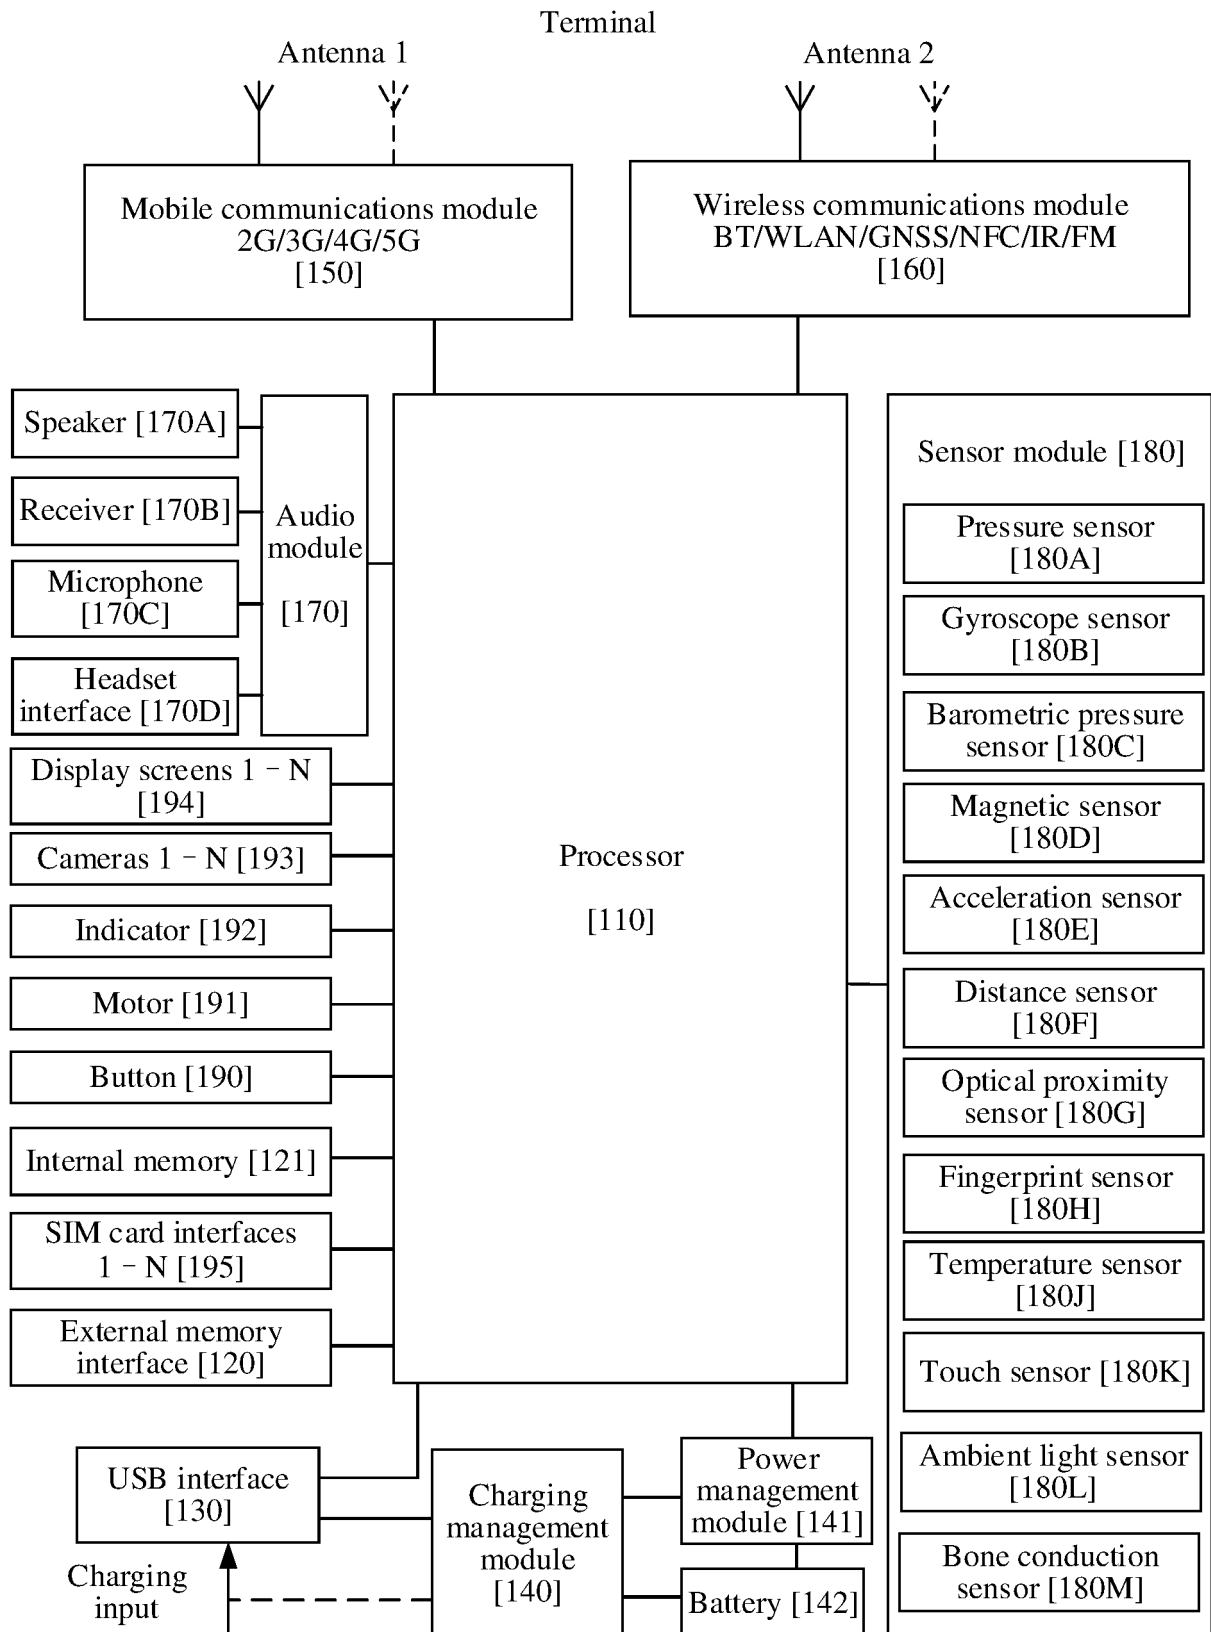 Terminal
Antenna 1
Antenna 2
Mobile communications module
2G/3G/4G/5G
[150]
Wireless communications module
BT/WLAN/GNSS/NFC/IR/FM
[160]
Speaker [170A]
Receiver [170B]
Microphone
[170C]
Headset
interface [170D]
Audio
module
[170]
Display screens 1 - N
[194]
Cameras 1 - N [193]
Indicator [192]
Motor [191]
Button [190]
Internal memory [121]
SIM card interfaces
1 - N [195]
External memory
interface [120]
Processor
[110]
Sensor module [180]
Pressure sensor
[180A]
Gyroscope sensor
[180B]
Barometric pressure
sensor [180C]
Magnetic sensor
[180D]
Acceleration sensor
[180E]
Distance sensor
[180F]
Optical proximity
sensor [180G]
Fingerprint sensor
[180H]
Temperature sensor
[180J]
Touch sensor [180K]
Ambient light sensor
[180L]
Bone conduction
sensor [180M]
USB interface
[130]
Charging
input
Charging
management
module
[140]
Power
management
module [141]
Battery [142]